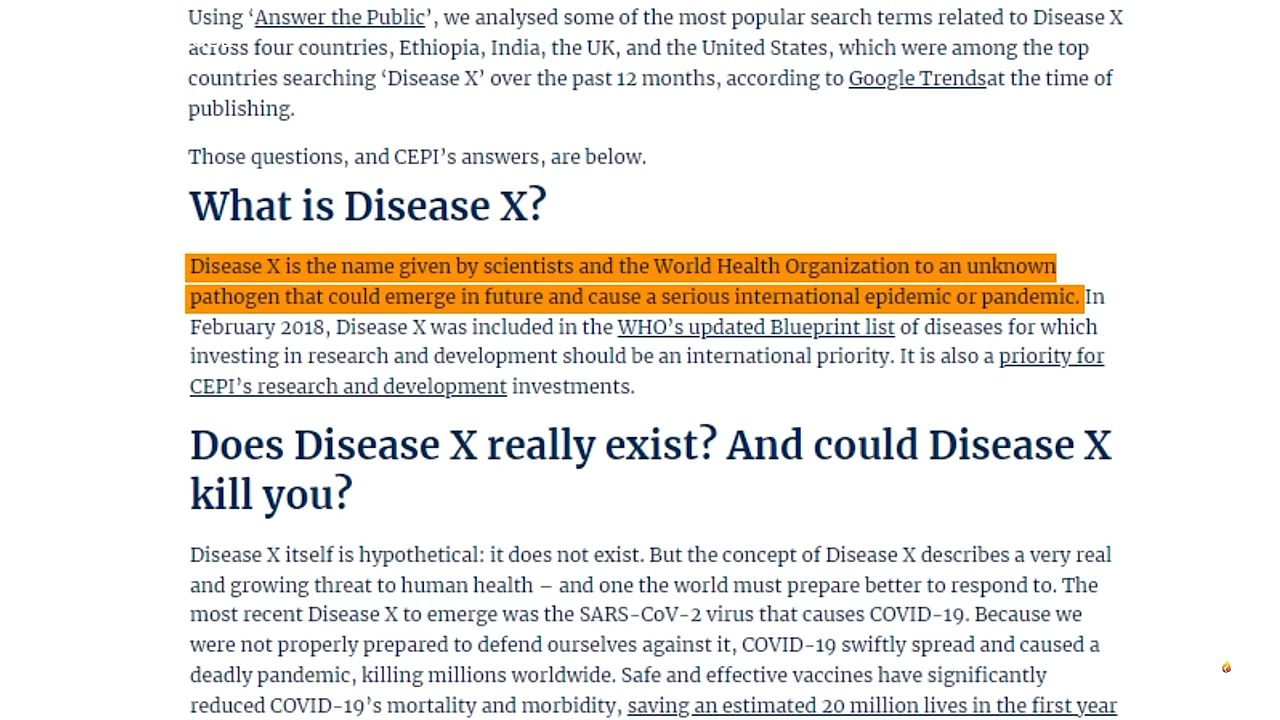 Using ‘Answer the Public’, we analysed some of the most popular search terms related to Disease X
across four countries, Ethiopia, India, the UK, and the United States, which were among the top
countries searching ‘Disease X’ over the past 12 months, according to Google Trendsat the time of
publishing.
Those questions, and CEPI’s answers, are below.
What is Disease X?
Disease X is the name given by scientists and the World Health Organization to an unknown
pathogen that could emerge in future and cause a serious international epidemic or pandemic. In
February 2018, Disease X was included in the WHO’s updated Blueprint list of diseases for which
investing in research and development should be an international priority. It is also a priority for
CEPI’s research and development investments.
Does Disease X really exist? And could Disease X
kill you?
Disease X itself is hypothetical: it does not exist. But the concept of Disease X describes a very real
and growing threat to human health – and one the world must prepare better to respond to. The
most recent Disease X to emerge was the SARS-CoV-2 virus that causes COVID-19. Because we
were not properly prepared to defend ourselves against it, COVID-19 swiftly spread and caused a
deadly pandemic, killing millions worldwide. Safe and effective vaccines have significantly
reduced COVID-19’s mortality and morbidity, saving an estimated 20 million lives in the first year